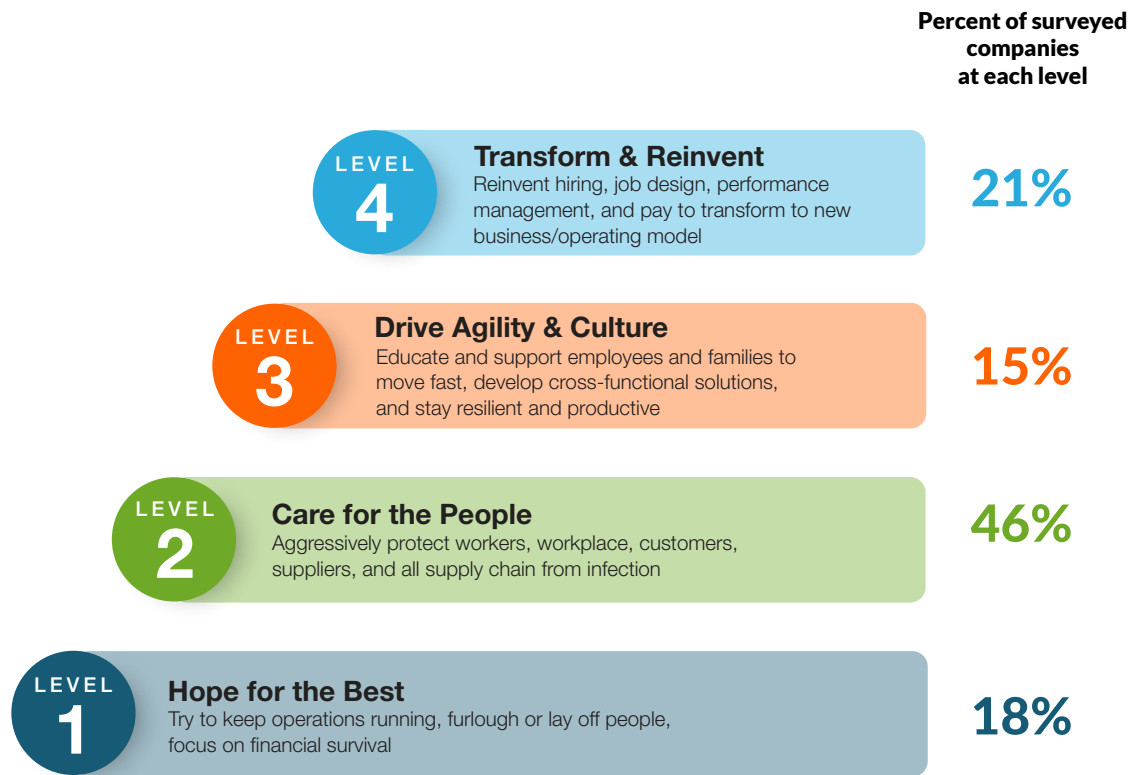 Percent of surveyed
companies
at each level
LEVEL
4
Transform & Reinvent
Reinvent hiring, job design, performance
management, and pay to transform to new
business/operating model
21%
LEVEL
3
Drive Agility & Culture
Educate and support employees and families to
move fast, develop cross-functional solutions,
and stay resilient and productive
15%
LEVEL
2
Care for the People
Aggressively protect workers, workplace, customers,
suppliers, and all supply chain from infection
46%
LEVEL
1
Hope for the Best
Try to keep operations running, furlough or lay off people,
focus on financial survival
18%